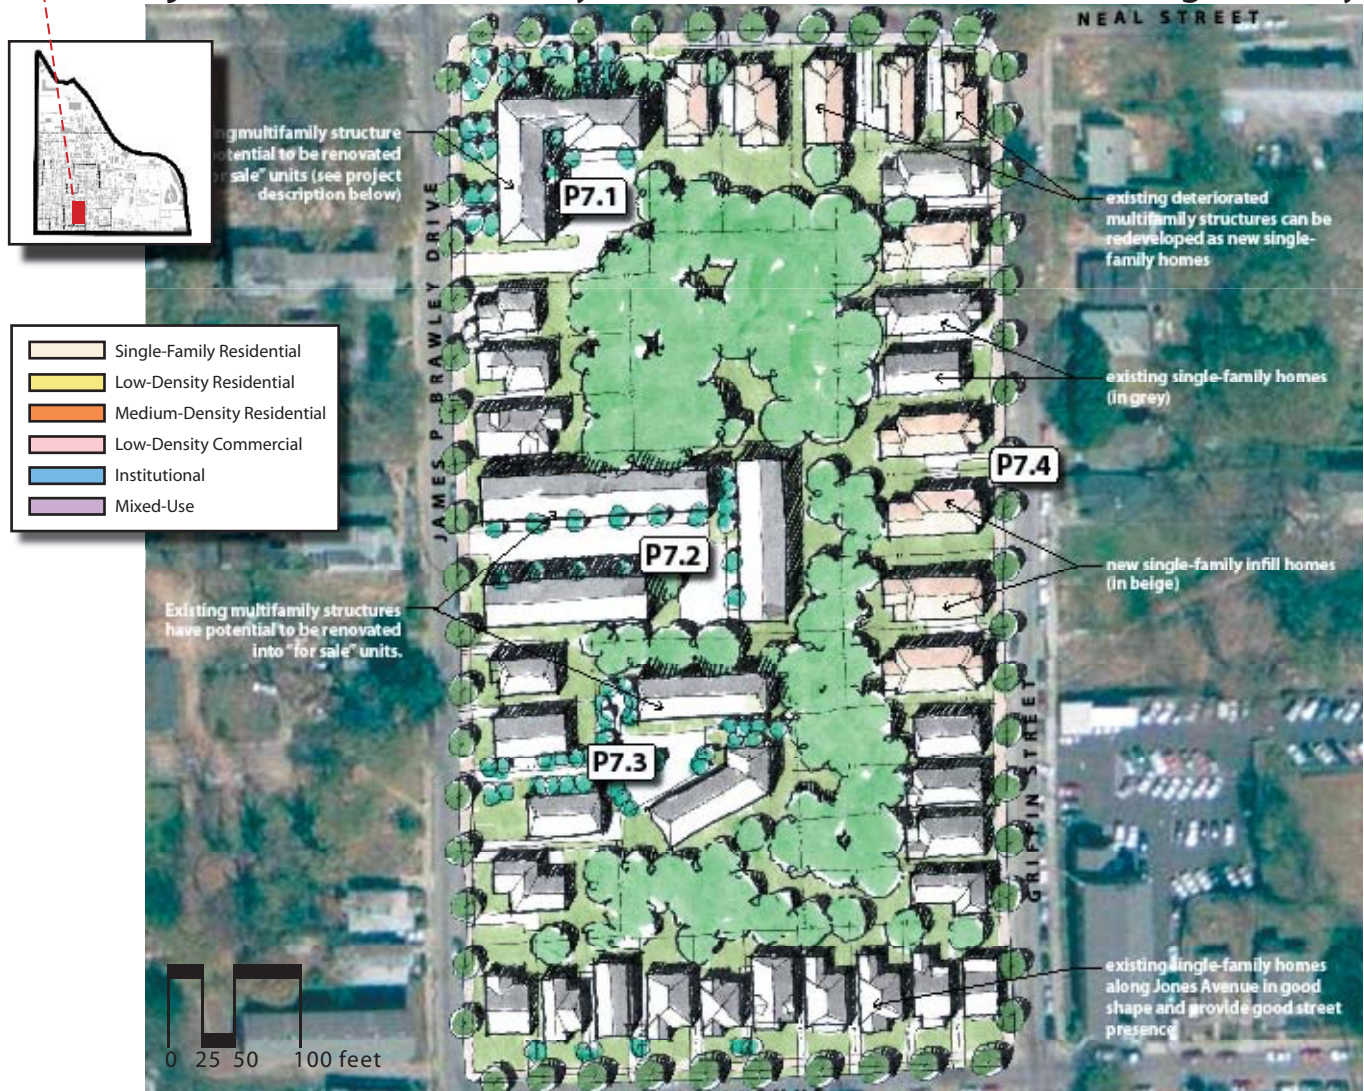 NEAL STREET
multifamily structure
potential to be renovated
sale" units (see project
description below)
P7.1
JAMES P. BRAWLEY DRIVE
existing deteriorated
multifamily structures can be
redeveloped as new single-
family homes
Single-Family Residential
Low-Density Residential
Medium-Density Residential
Low-Density Commercial
Institutional
Mixed-Use
existing single-family homes
(in grey)
P7.4
P7.2
new single-family infill homes
(in beige)
Existing multifamily structures
have potential to be renovated
into "for sale" units.
P7.3
GRIFFIN STREET
existing single-family homes
along Jones Avenue in good
shape and provide good street
presence
0 25 50 100 feet